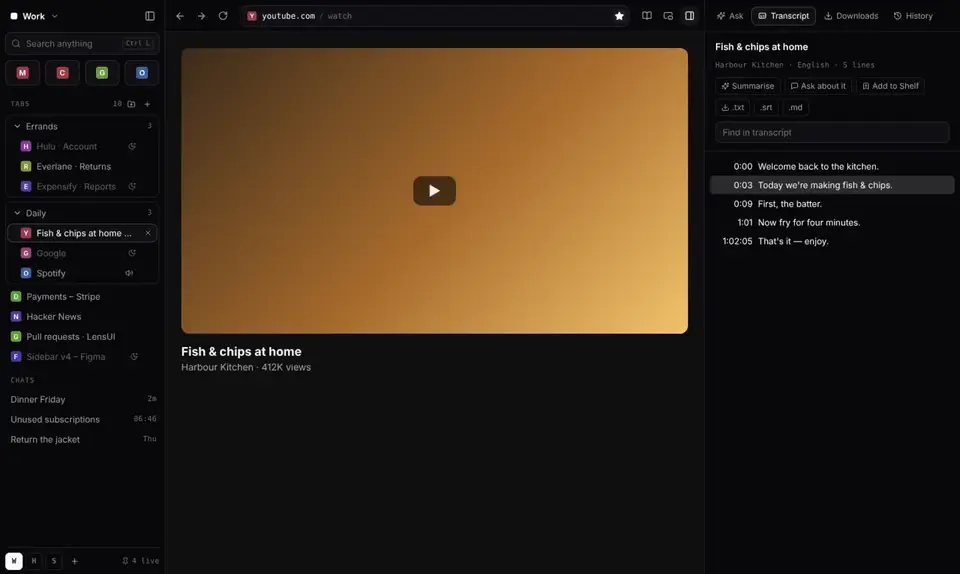 Work
Search anything Ctrl L
M C G O
TABS 10
Errands 3
H Hulu · Account
R Everlane · Returns
E Expensify · Reports
Daily 3
Y Fish & chips at home ...
G Google
O Spotify
D Payments – Stripe
N Hacker News
G Pull requests · LensUI
F Sidebar v4 – Figma
CHATS
Dinner Friday 2m
Unused subscriptions 06:46
Return the jacket Thu
W H S + 4 live
Y youtube.com / watch
Fish & chips at home
Harbour Kitchen · 412K views
Ask Transcript Downloads History
Fish & chips at home
Harbour Kitchen · English · 5 lines
Summarise Ask about it Add to Shelf
.txt .srt .md
Find in transcript
0:00 Welcome back to the kitchen.
0:03 Today we're making fish & chips.
0:09 First, the batter.
1:01 Now fry for four minutes.
1:02:05 That's it — enjoy.